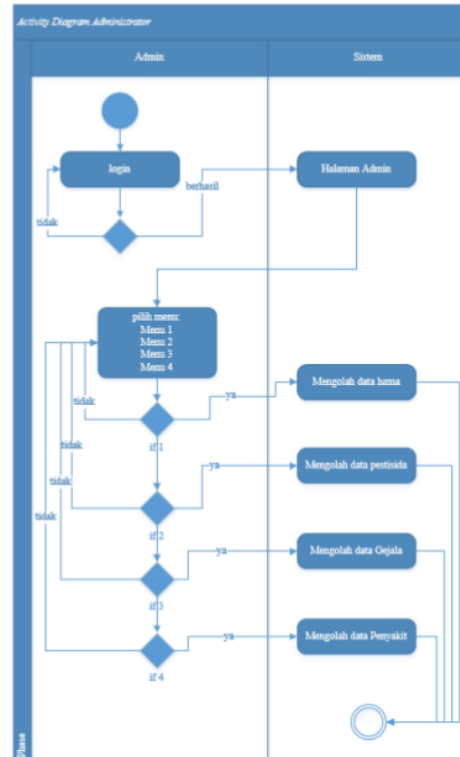 Activity Diagram Administrator
Admin
Sistem
login
Halaman Admin
berhasil
tidak
pilih menu:
Menu 1
Menu 2
Menu 3
Menu 4
Mengolah data hama
ya
tidak
if 1
tidak
ya
Mengolah data pestisida
tidak
tidak
if 2
ya
Mengolah data Gejala
if 3
ya
Mengolah data Penyakit
if 4
Phase